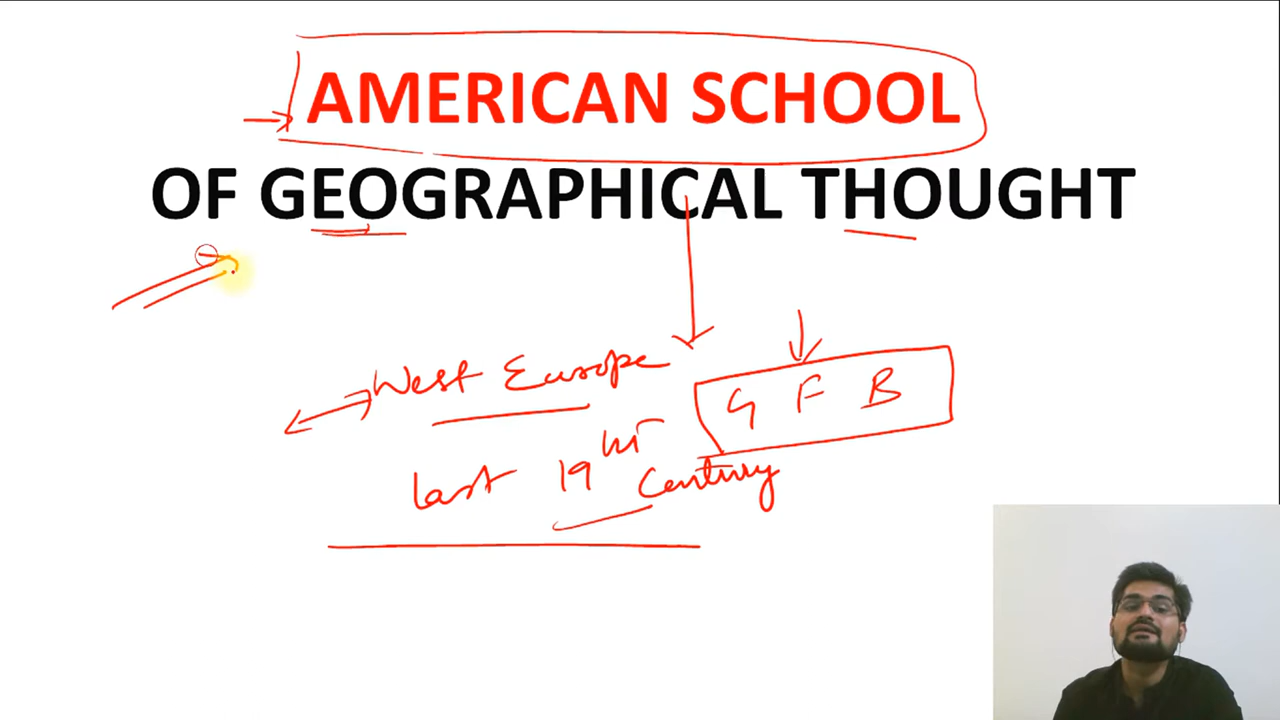 AMERICAN SCHOOL
OF GEOGRAPHICAL THOUGHT
West Europe
G F B
last 19th
Century